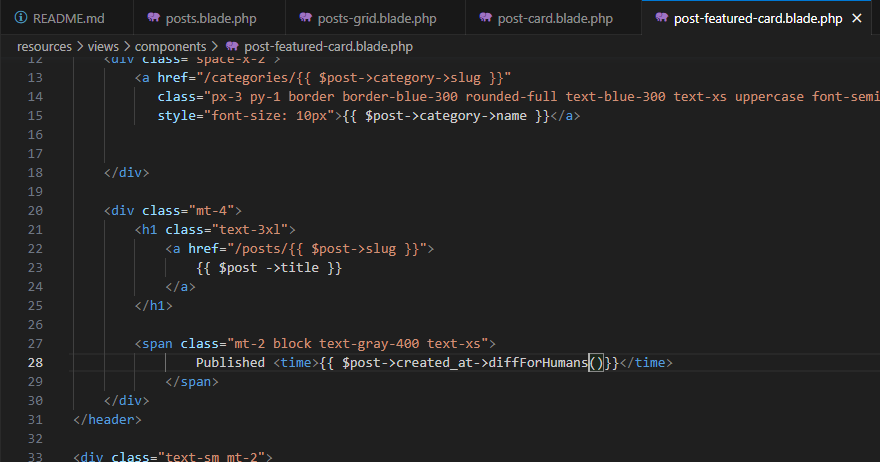 README.md posts.blade.php posts-grid.blade.php post-card.blade.php post-featured-card.blade.php
resources > views > components > post-featured-card.blade.php
12 <div class="space-x-2">
13 <a href="/categories/{{ $post->category->slug }}"
14 class="px-3 py-1 border border-blue-300 rounded-full text-blue-300 text-xs uppercase font-semi
15 style="font-size: 10px">{{ $post->category->name }}</a>
16
17
18 </div>
19
20 <div class="mt-4">
21 <h1 class="text-3xl">
22 <a href="/posts/{{ $post->slug }}">
23 {{ $post ->title }}
24 </a>
25 </h1>
26
27 <span class="mt-2 block text-gray-400 text-xs">
28 Published <time>{{ $post->created_at->diffForHumans()}}</time>
29 </span>
30 </div>
31 </header>
32
33 <div class="text-sm mt-2">